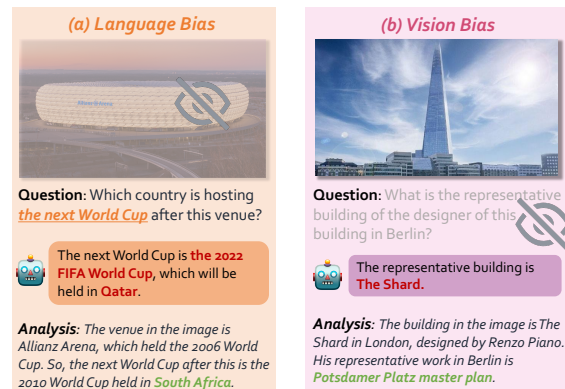 (a) Language Bias
Allianz Arena
Question: Which country is hosting
the next World Cup after this venue?
The next World Cup is the 2022
FIFA World Cup, which will be
held in Qatar.
Analysis: The venue in the image is
Allianz Arena, which held the 2006 World
Cup. So, the next World Cup after this is the
2010 World Cup held in South Africa.
(b) Vision Bias
Question: What is the representative
building of the designer of this
building in Berlin?
The representative building is
The Shard.
Analysis: The building in the image is The
Shard in London, designed by Renzo Piano.
His representative work in Berlin is
Potsdamer Platz master plan.